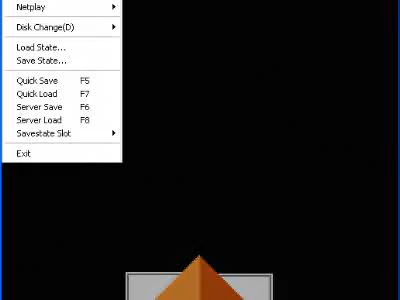 Netplay
Disk Change(D)
Load State...
Save State...
Quick Save F5
Quick Load F7
Server Save F6
Server Load F8
Savestate Slot
Exit